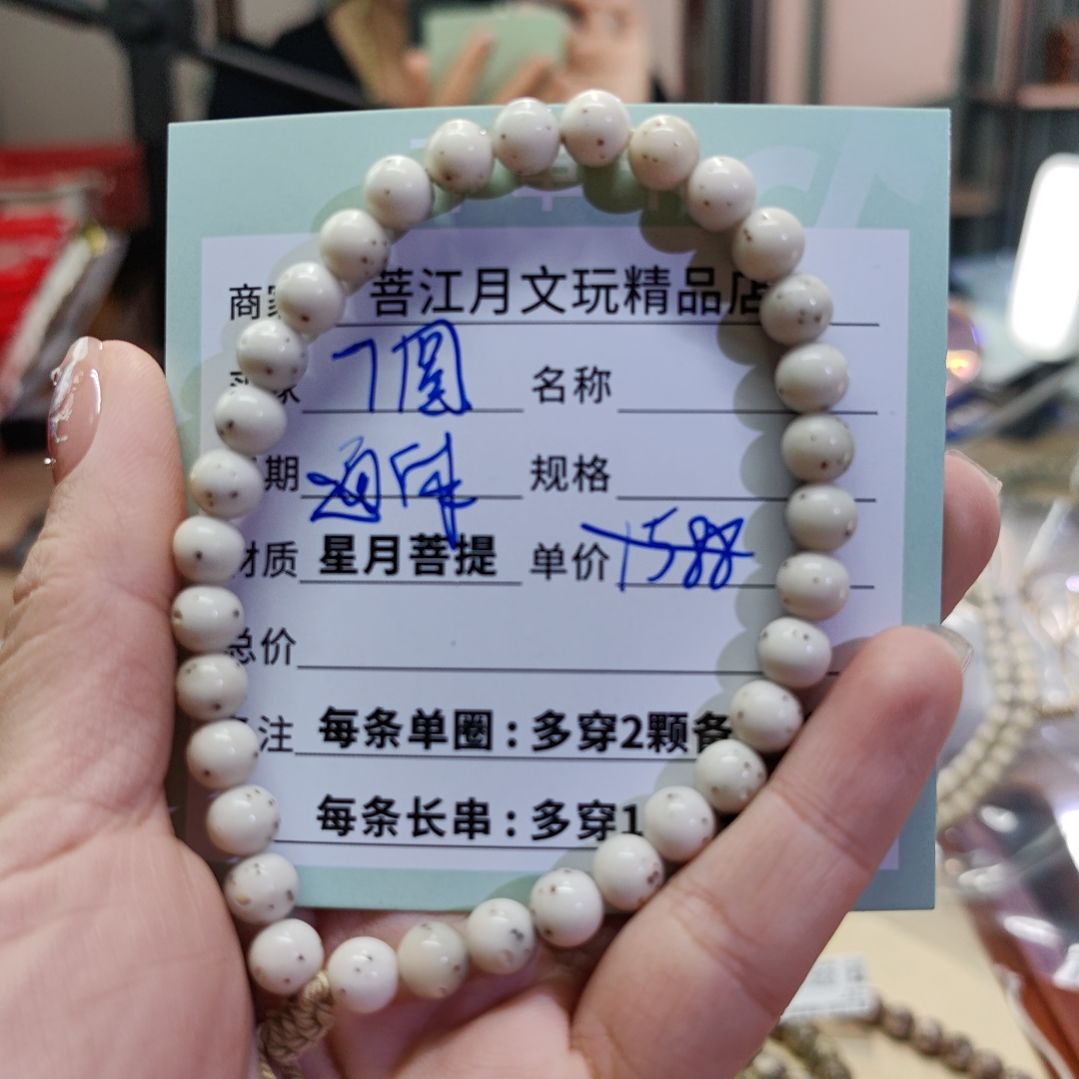 商家 菩江月文玩精品店
名称
期 规格
材质 星月菩提 单价 1588
总价
注 每条单圈:多穿2颗备
每条长串:多穿1